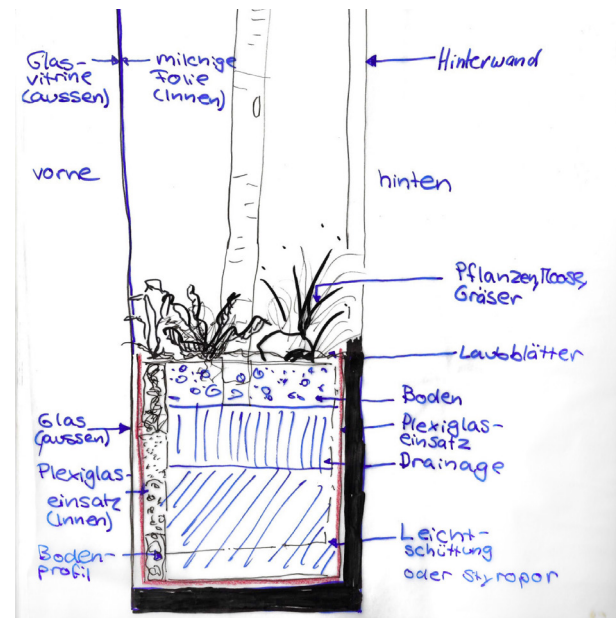 Glas-
vitrine
(aussen)
milchige
Folie
(Innen)
Hinterwand
vorne
hinten
Pflanzen, Moose,
Gräser
Laubblätter
Boden
Glas
(aussen)
Plexiglas-
einsatz
Drainage
Plexiglas-
einsatz
(Innen)
Boden-
profil
Leicht-
schüttung
oder Styropor